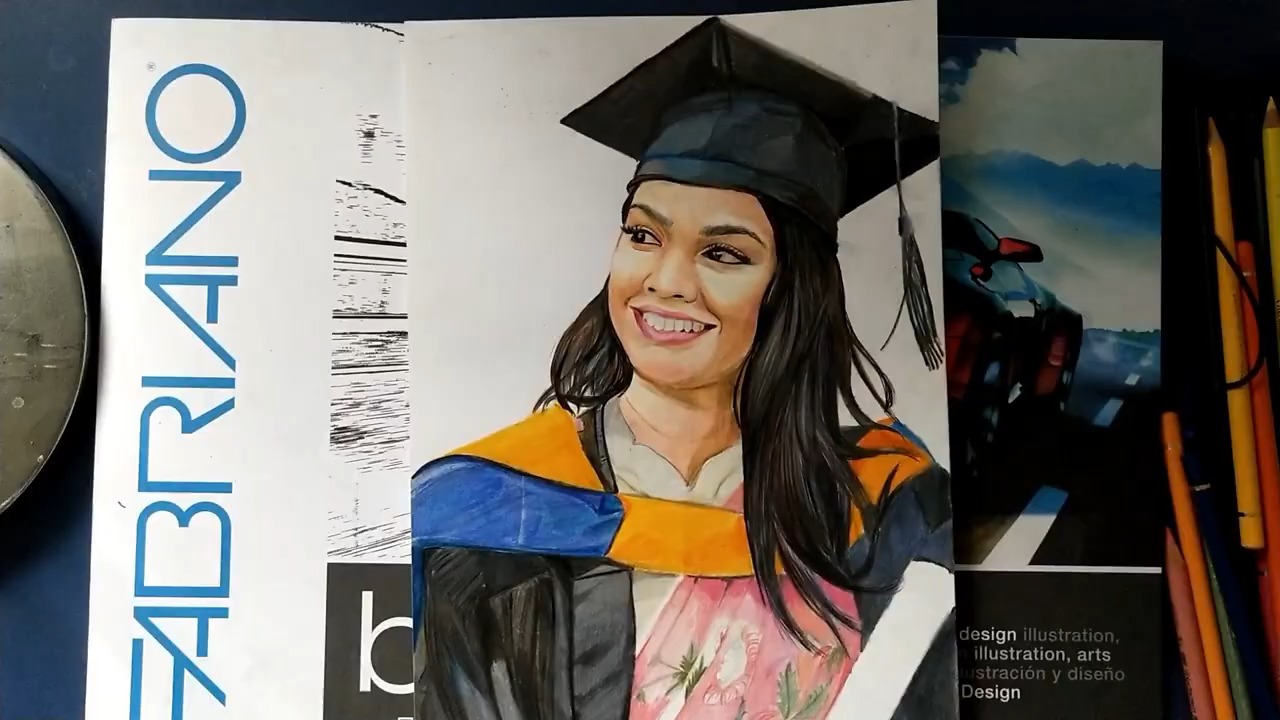 FABRIANO
®
b
design illustration,
illustration, arts
ustración y diseño
Design